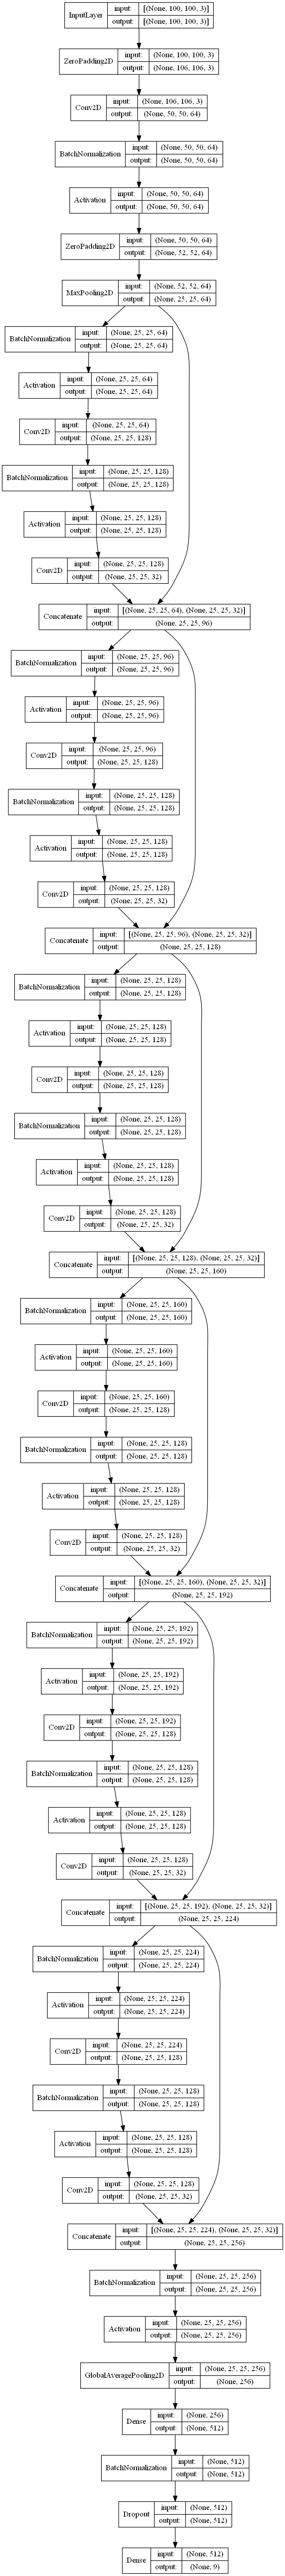 InputLayer input: [(None, 100, 100, 3)]
output: [(None, 100, 100, 3)]
ZeroPadding2D input: (None, 100, 100, 3)
output: (None, 106, 106, 3)
Conv2D input: (None, 106, 106, 3)
output: (None, 50, 50, 64)
BatchNormalization input: (None, 50, 50, 64)
output: (None, 50, 50, 64)
Activation input: (None, 50, 50, 64)
output: (None, 50, 50, 64)
ZeroPadding2D input: (None, 50, 50, 64)
output: (None, 52, 52, 64)
MaxPooling2D input: (None, 52, 52, 64)
output: (None, 25, 25, 64)
BatchNormalization input: (None, 25, 25, 64)
output: (None, 25, 25, 64)
Activation input: (None, 25, 25, 64)
output: (None, 25, 25, 64)
Conv2D input: (None, 25, 25, 64)
output: (None, 25, 25, 128)
BatchNormalization input: (None, 25, 25, 128)
output: (None, 25, 25, 128)
Activation input: (None, 25, 25, 128)
output: (None, 25, 25, 128)
Conv2D input: (None, 25, 25, 128)
output: (None, 25, 25, 32)
Concatenate input: [(None, 25, 25, 64), (None, 25, 25, 32)]
output: (None, 25, 25, 96)
BatchNormalization input: (None, 25, 25, 96)
output: (None, 25, 25, 96)
Activation input: (None, 25, 25, 96)
output: (None, 25, 25, 96)
Conv2D input: (None, 25, 25, 96)
output: (None, 25, 25, 128)
BatchNormalization input: (None, 25, 25, 128)
output: (None, 25, 25, 128)
Activation input: (None, 25, 25, 128)
output: (None, 25, 25, 128)
Conv2D input: (None, 25, 25, 128)
output: (None, 25, 25, 32)
Concatenate input: [(None, 25, 25, 96), (None, 25, 25, 32)]
output: (None, 25, 25, 128)
BatchNormalization input: (None, 25, 25, 128)
output: (None, 25, 25, 128)
Activation input: (None, 25, 25, 128)
output: (None, 25, 25, 128)
Conv2D input: (None, 25, 25, 128)
output: (None, 25, 25, 128)
BatchNormalization input: (None, 25, 25, 128)
output: (None, 25, 25, 128)
Activation input: (None, 25, 25, 128)
output: (None, 25, 25, 128)
Conv2D input: (None, 25, 25, 128)
output: (None, 25, 25, 32)
Concatenate input: [(None, 25, 25, 128), (None, 25, 25, 32)]
output: (None, 25, 25, 160)
BatchNormalization input: (None, 25, 25, 160)
output: (None, 25, 25, 160)
Activation input: (None, 25, 25, 160)
output: (None, 25, 25, 160)
Conv2D input: (None, 25, 25, 160)
output: (None, 25, 25, 128)
BatchNormalization input: (None, 25, 25, 128)
output: (None, 25, 25, 128)
Activation input: (None, 25, 25, 128)
output: (None, 25, 25, 128)
Conv2D input: (None, 25, 25, 128)
output: (None, 25, 25, 32)
Concatenate input: [(None, 25, 25, 160), (None, 25, 25, 32)]
output: (None, 25, 25, 192)
BatchNormalization input: (None, 25, 25, 192)
output: (None, 25, 25, 192)
Activation input: (None, 25, 25, 192)
output: (None, 25, 25, 192)
Conv2D input: (None, 25, 25, 192)
output: (None, 25, 25, 128)
BatchNormalization input: (None, 25, 25, 128)
output: (None, 25, 25, 128)
Activation input: (None, 25, 25, 128)
output: (None, 25, 25, 128)
Conv2D input: (None, 25, 25, 128)
output: (None, 25, 25, 32)
Concatenate input: [(None, 25, 25, 192), (None, 25, 25, 32)]
output: (None, 25, 25, 224)
BatchNormalization input: (None, 25, 25, 224)
output: (None, 25, 25, 224)
Activation input: (None, 25, 25, 224)
output: (None, 25, 25, 224)
Conv2D input: (None, 25, 25, 224)
output: (None, 25, 25, 128)
BatchNormalization input: (None, 25, 25, 128)
output: (None, 25, 25, 128)
Activation input: (None, 25, 25, 128)
output: (None, 25, 25, 128)
Conv2D input: (None, 25, 25, 128)
output: (None, 25, 25, 32)
Concatenate input: [(None, 25, 25, 224), (None, 25, 25, 32)]
output: (None, 25, 25, 256)
BatchNormalization input: (None, 25, 25, 256)
output: (None, 25, 25, 256)
Activation input: (None, 25, 25, 256)
output: (None, 25, 25, 256)
GlobalAveragePooling2D input: (None, 25, 25, 256)
output: (None, 256)
Dense input: (None, 256)
output: (None, 512)
BatchNormalization input: (None, 512)
output: (None, 512)
Dropout input: (None, 512)
output: (None, 512)
Dense input: (None, 512)
output: (None, 9)